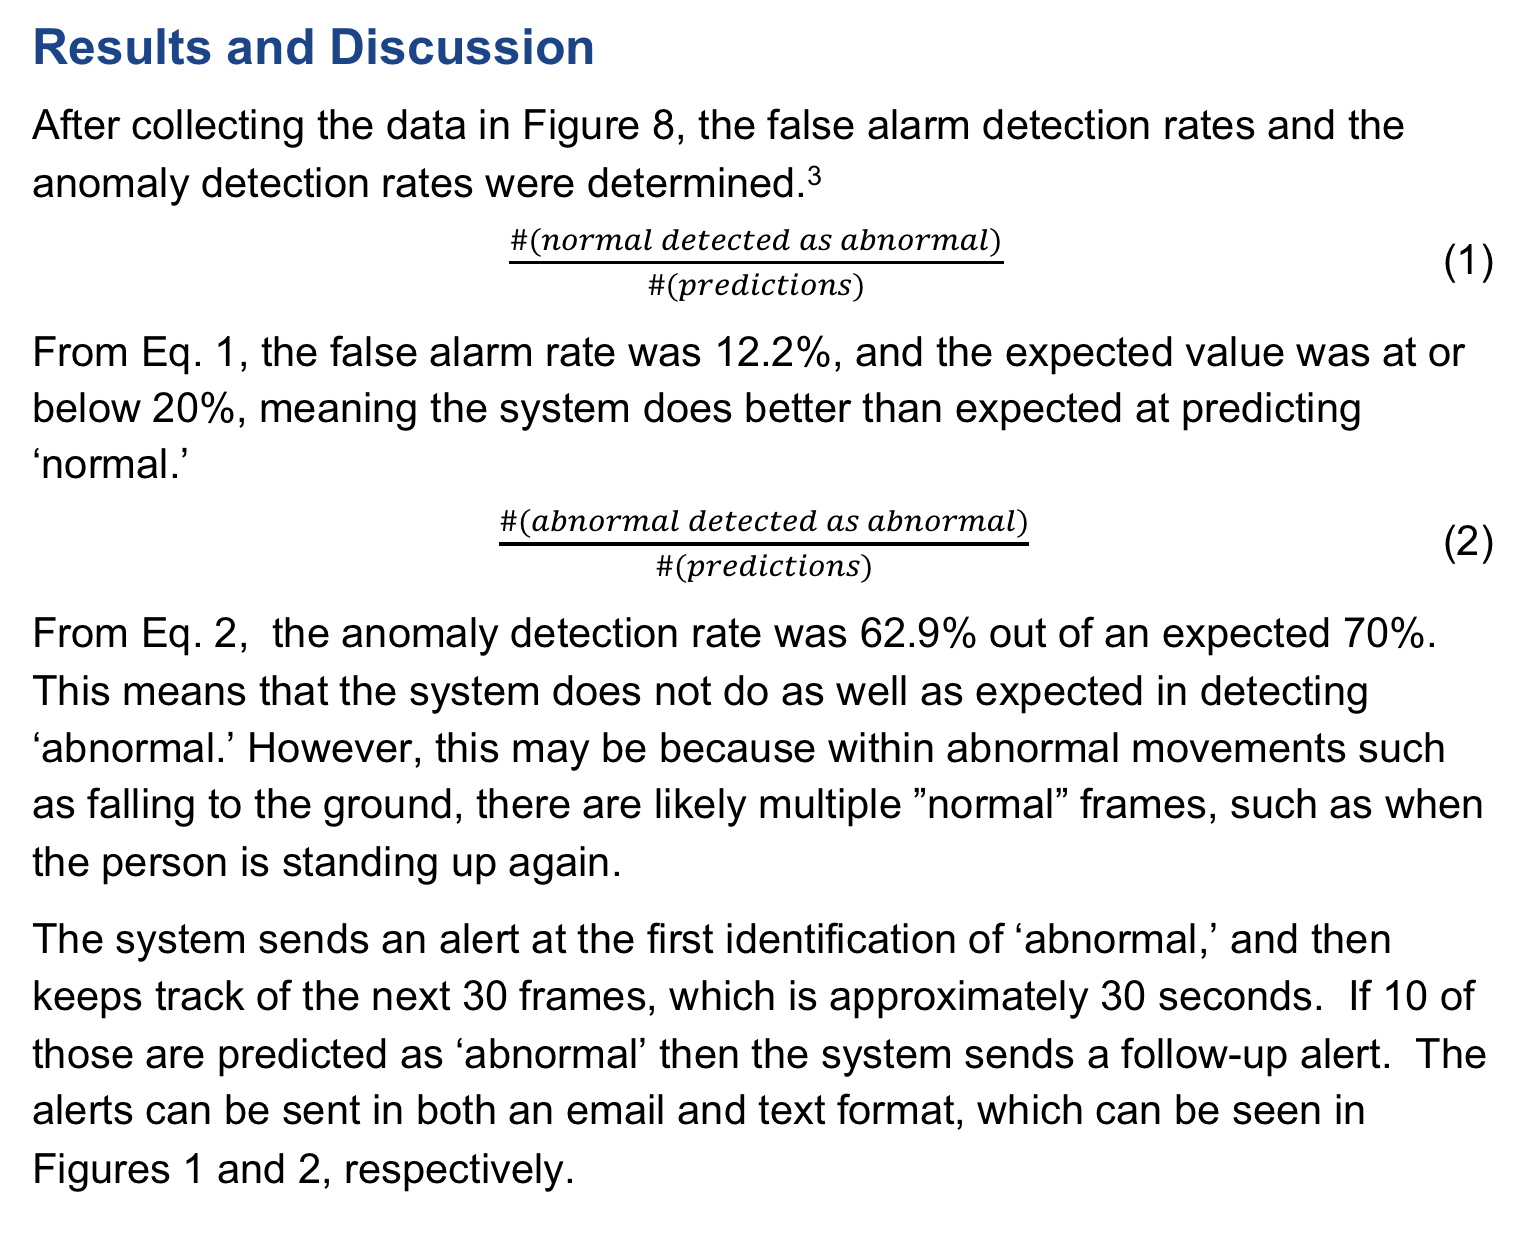 Results and Discussion
After collecting the data in Figure 8, the false alarm detection rates and the
anomaly detection rates were determined.³
#(normal detected as abnormal)
#(predictions)
(1)
From Eq. 1, the false alarm rate was 12.2%, and the expected value was at or
below 20%, meaning the system does better than expected at predicting
‘normal.’
#(abnormal detected as abnormal)
#(predictions)
(2)
From Eq. 2,  the anomaly detection rate was 62.9% out of an expected 70%.
This means that the system does not do as well as expected in detecting
‘abnormal.’ However, this may be because within abnormal movements such
as falling to the ground, there are likely multiple ”normal” frames, such as when
the person is standing up again.
The system sends an alert at the first identification of ‘abnormal,’ and then
keeps track of the next 30 frames, which is approximately 30 seconds.  If 10 of
those are predicted as ‘abnormal’ then the system sends a follow-up alert.  The
alerts can be sent in both an email and text format, which can be seen in
Figures 1 and 2, respectively.